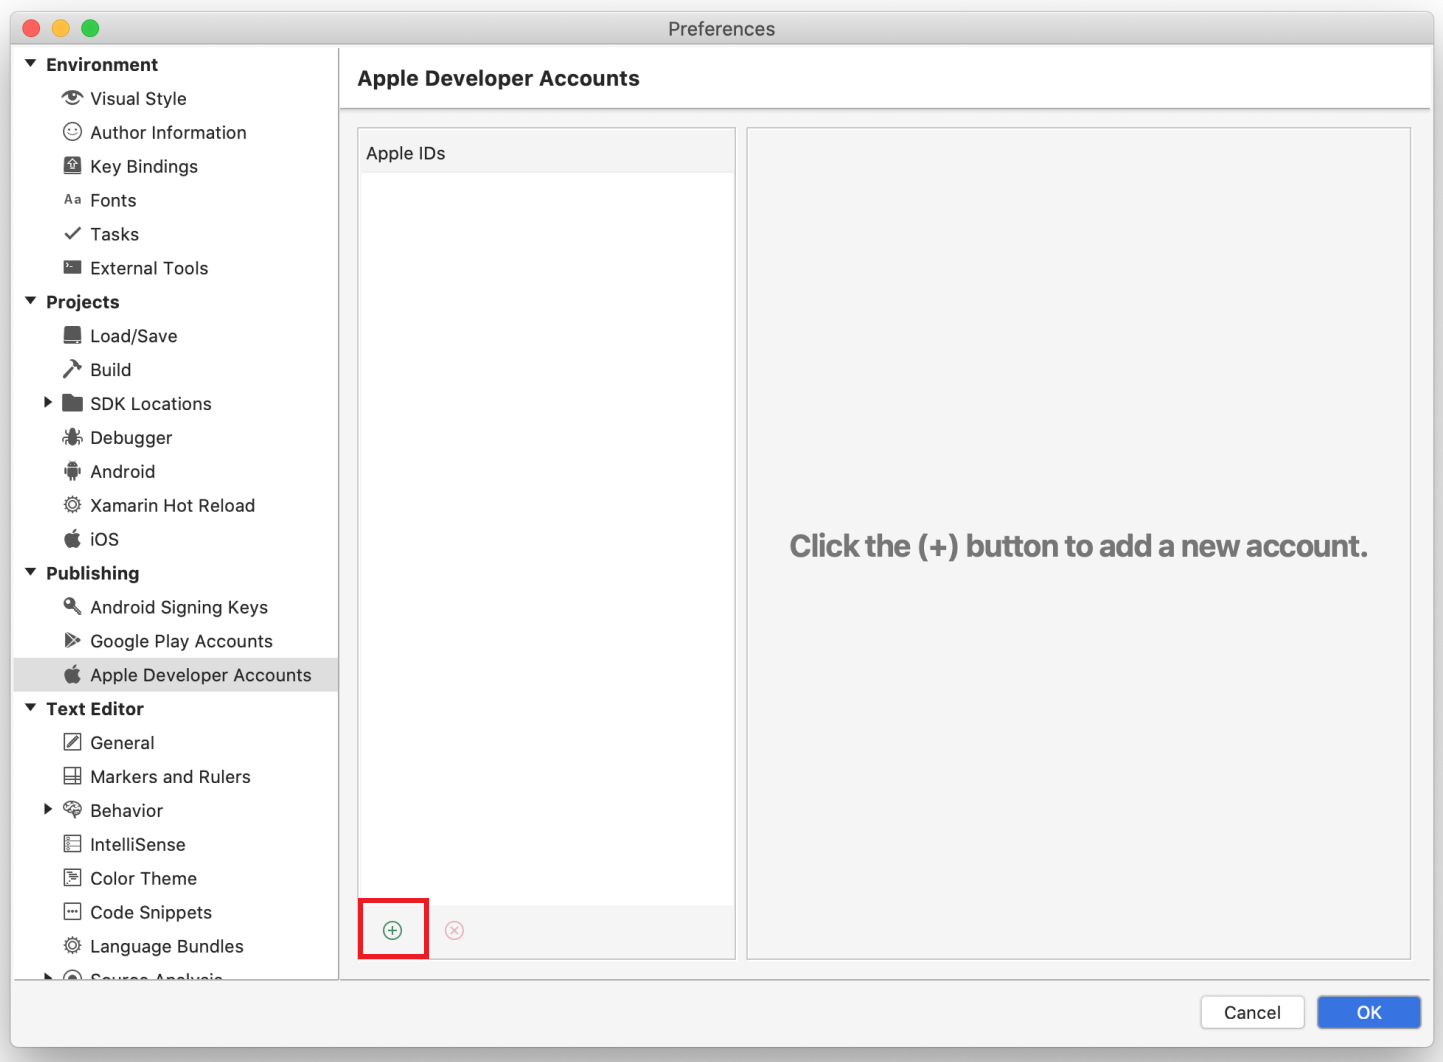 Preferences
Environment
Visual Style
Author Information
Key Bindings
Aa Fonts
Tasks
External Tools
Projects
Load/Save
Build
SDK Locations
Debugger
Android
Xamarin Hot Reload
iOS
Publishing
Android Signing Keys
Google Play Accounts
Apple Developer Accounts
Text Editor
General
Markers and Rulers
Behavior
IntelliSense
Color Theme
Code Snippets
Language Bundles
Source Analysis
Apple Developer Accounts
Apple IDs
Click the (+) button to add a new account.
Cancel
OK